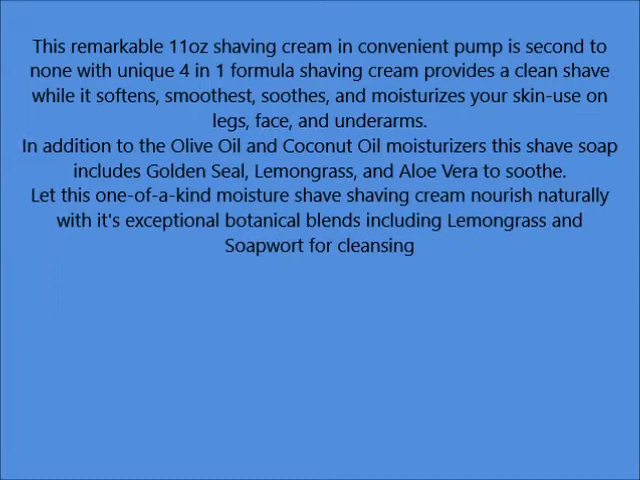 This remarkable 11oz shaving cream in convenient pump is second to
none with unique 4 in 1 formula shaving cream provides a clean shave
while it softens, smoothest, soothes, and moisturizes your skin-use on
legs, face, and underarms.
In addition to the Olive Oil and Coconut Oil moisturizers this shave soap
includes Golden Seal, Lemongrass, and Aloe Vera to soothe.
Let this one-of-a-kind moisture shave shaving cream nourish naturally
with it's exceptional botanical blends including Lemongrass and
Soapwort for cleansing